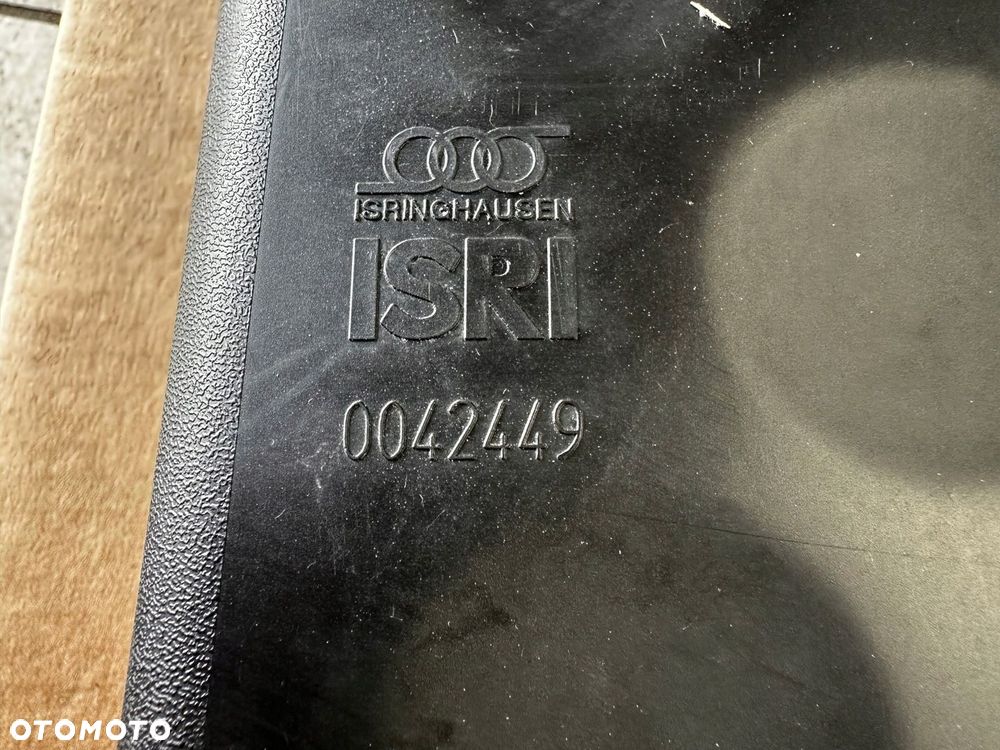 ISRINGHAUSEN
ISRI
0042449
OTOMOTO